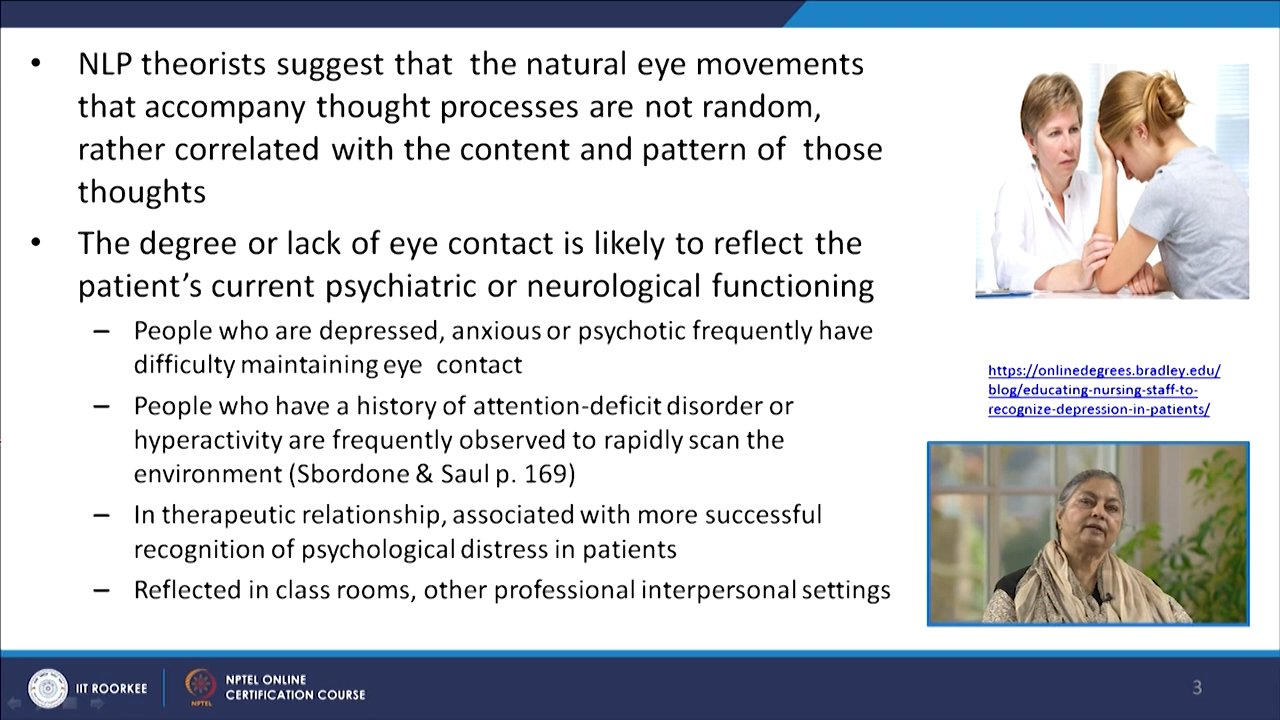 • NLP theorists suggest that the natural eye movements
that accompany thought processes are not random,
rather correlated with the content and pattern of those
thoughts
• The degree or lack of eye contact is likely to reflect the
patient's current psychiatric or neurological functioning
– People who are depressed, anxious or psychotic frequently have
difficulty maintaining eye contact
– People who have a history of attention-deficit disorder or
hyperactivity are frequently observed to rapidly scan the
environment (Sbordone & Saul p. 169)
– In therapeutic relationship, associated with more successful
recognition of psychological distress in patients
– Reflected in class rooms, other professional interpersonal settings
https://onlinedegrees.bradley.edu/
blog/educating-nursing-staff-to-
recognize-depression-in-patients/
IIT ROORKEE
NPTEL
NPTEL ONLINE
CERTIFICATION COURSE
3